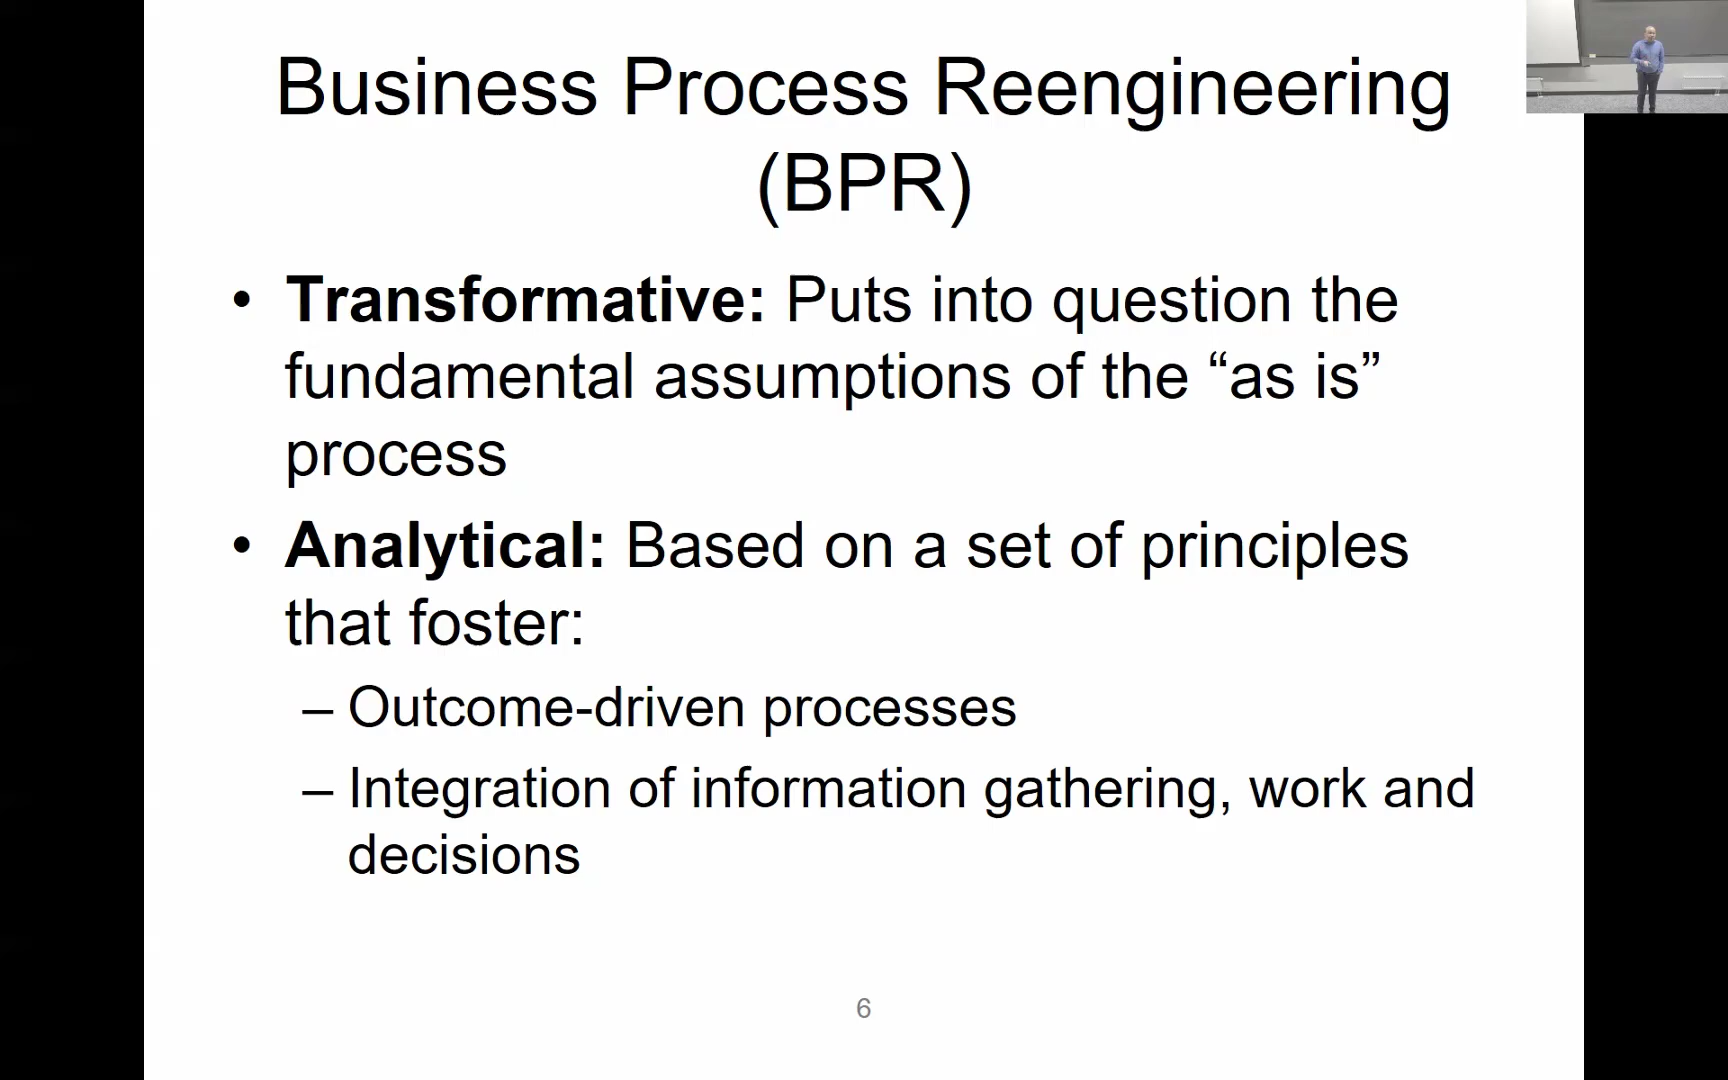 Business Process Reengineering
(BPR)
• Transformative: Puts into question the
fundamental assumptions of the “as is”
process
• Analytical: Based on a set of principles
that foster:
– Outcome-driven processes
– Integration of information gathering, work and
decisions
6